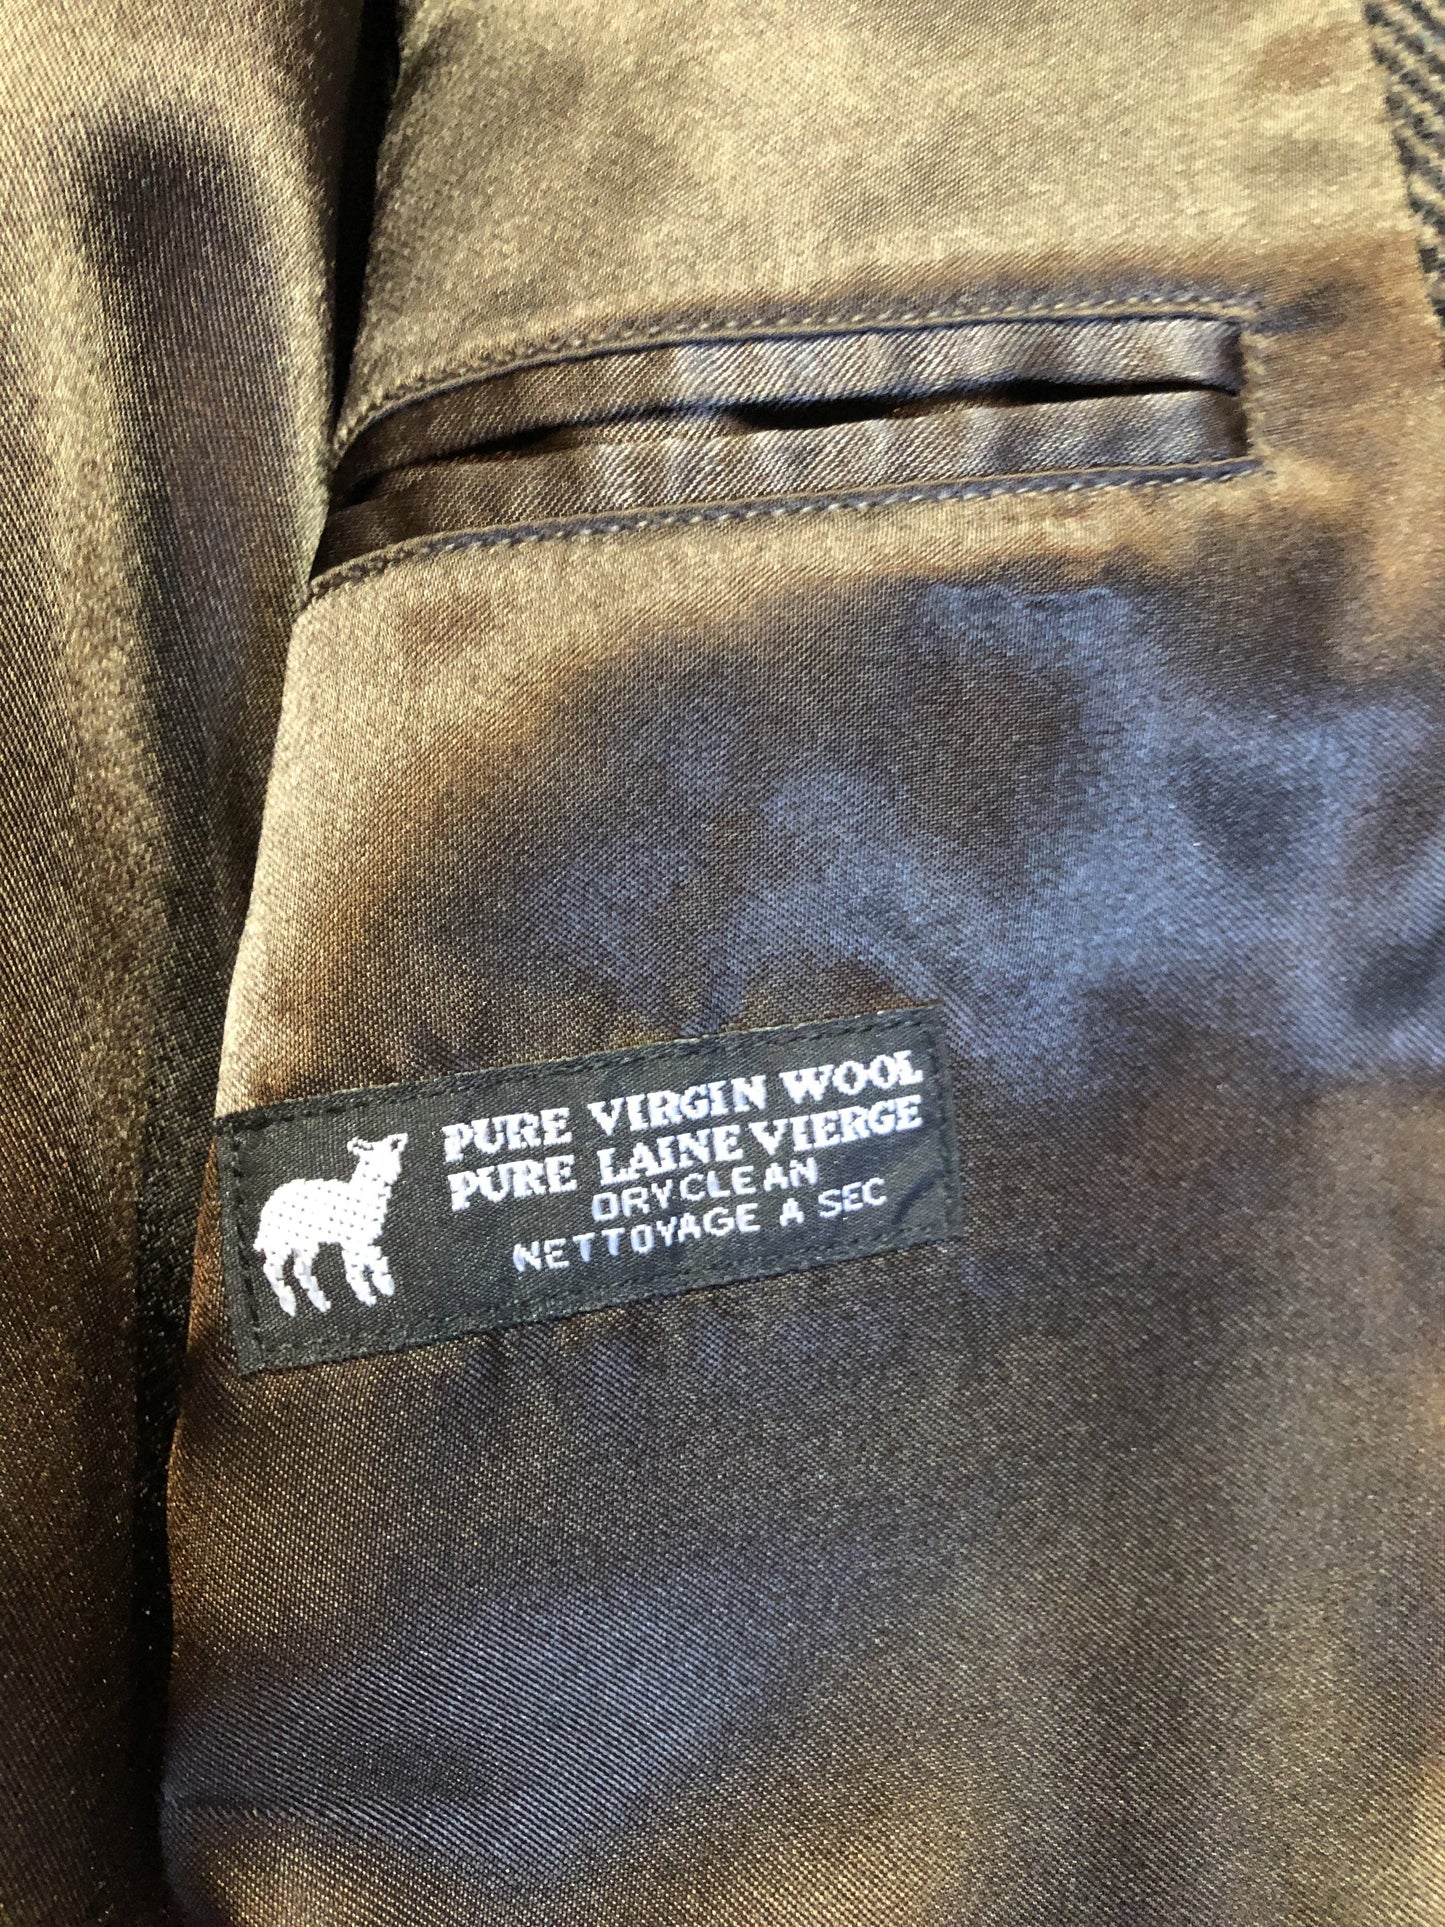 PURE VIRGIN WOOL
PURE LAINE VIERGE
DRYCLEAN
NETTOYAGE A SEC